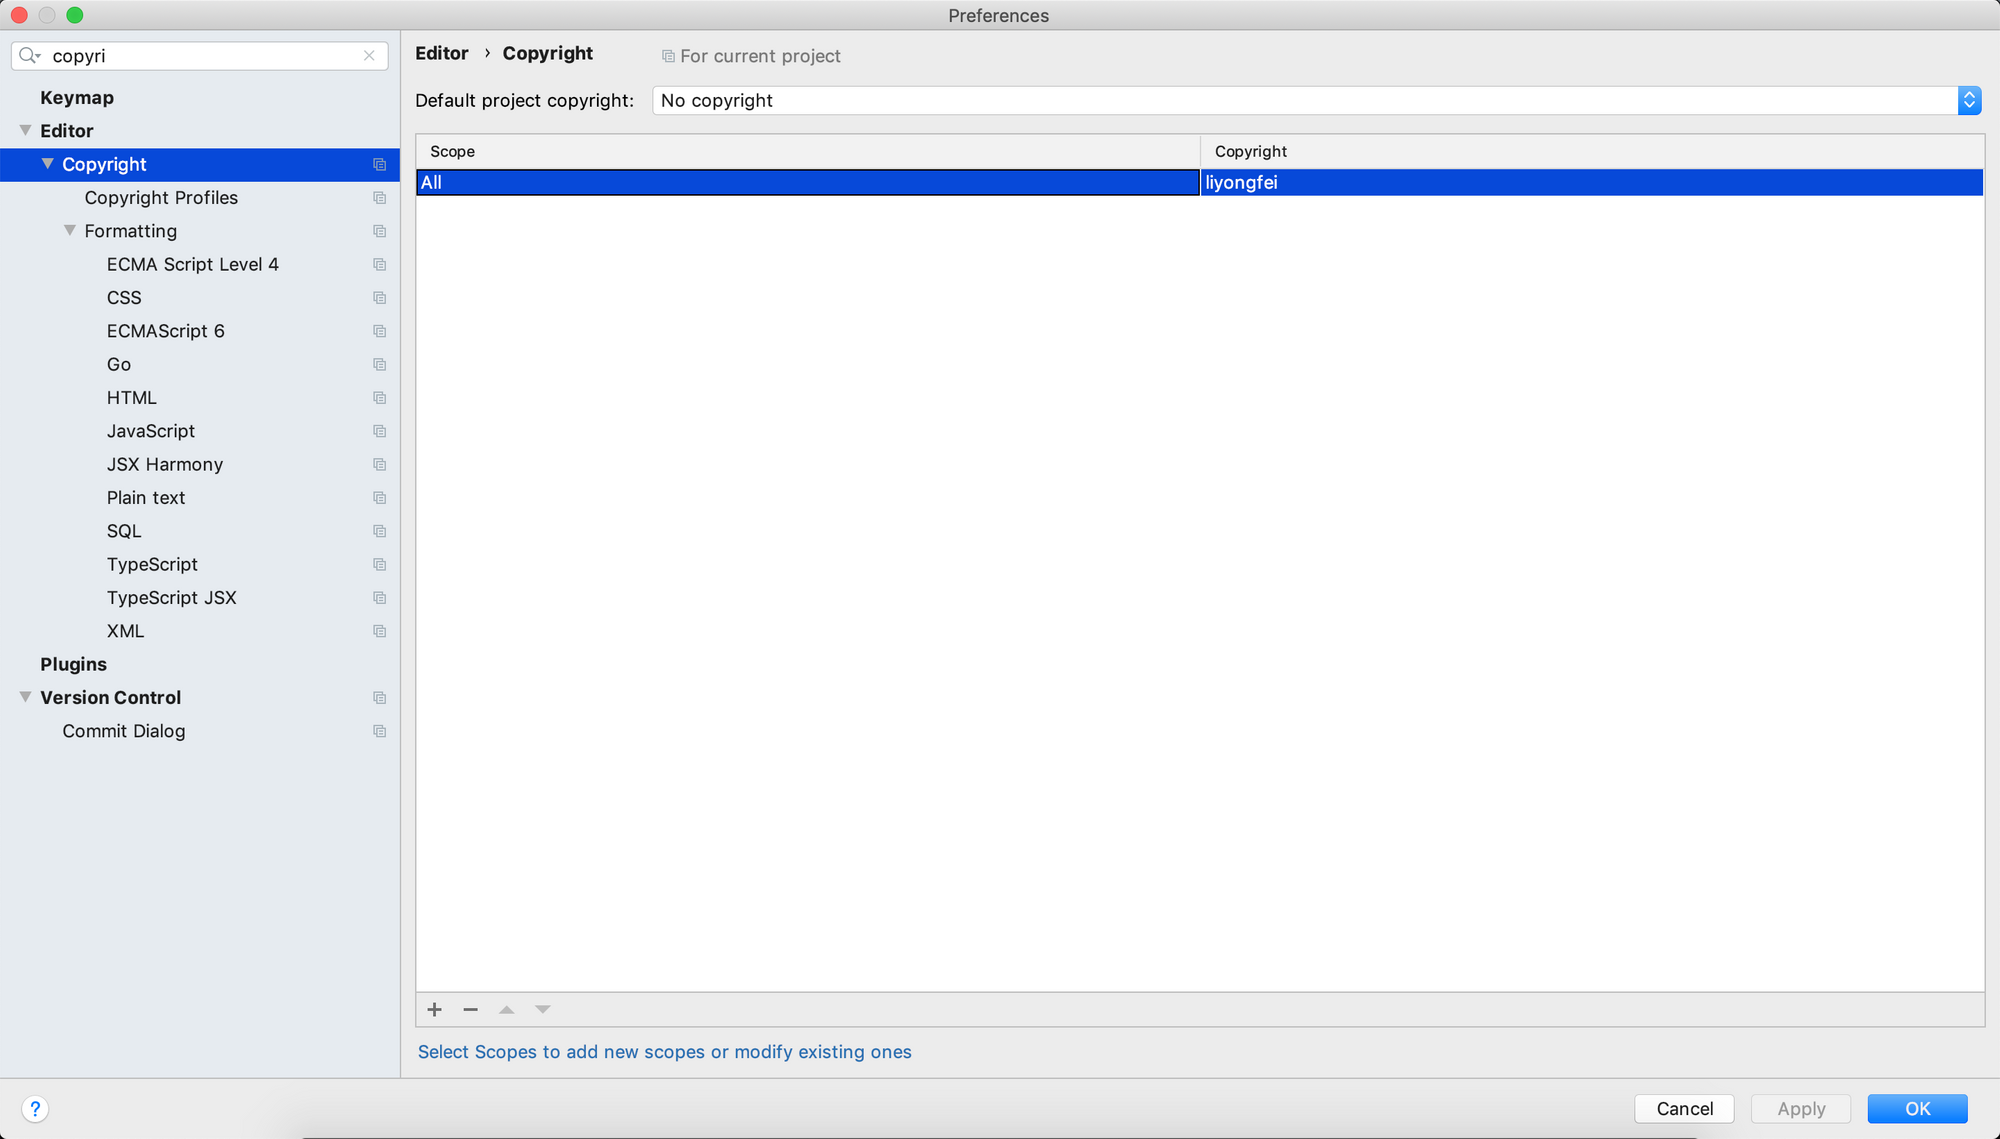 Preferences
copyri
Keymap
Editor
Copyright
Copyright Profiles
Formatting
ECMA Script Level 4
CSS
ECMAScript 6
Go
HTML
JavaScript
JSX Harmony
Plain text
SQL
TypeScript
TypeScript JSX
XML
Plugins
Version Control
Commit Dialog
Editor › Copyright For current project
Default project copyright: No copyright
Scope Copyright
All liyongfei
Select Scopes to add new scopes or modify existing ones
? Cancel Apply OK